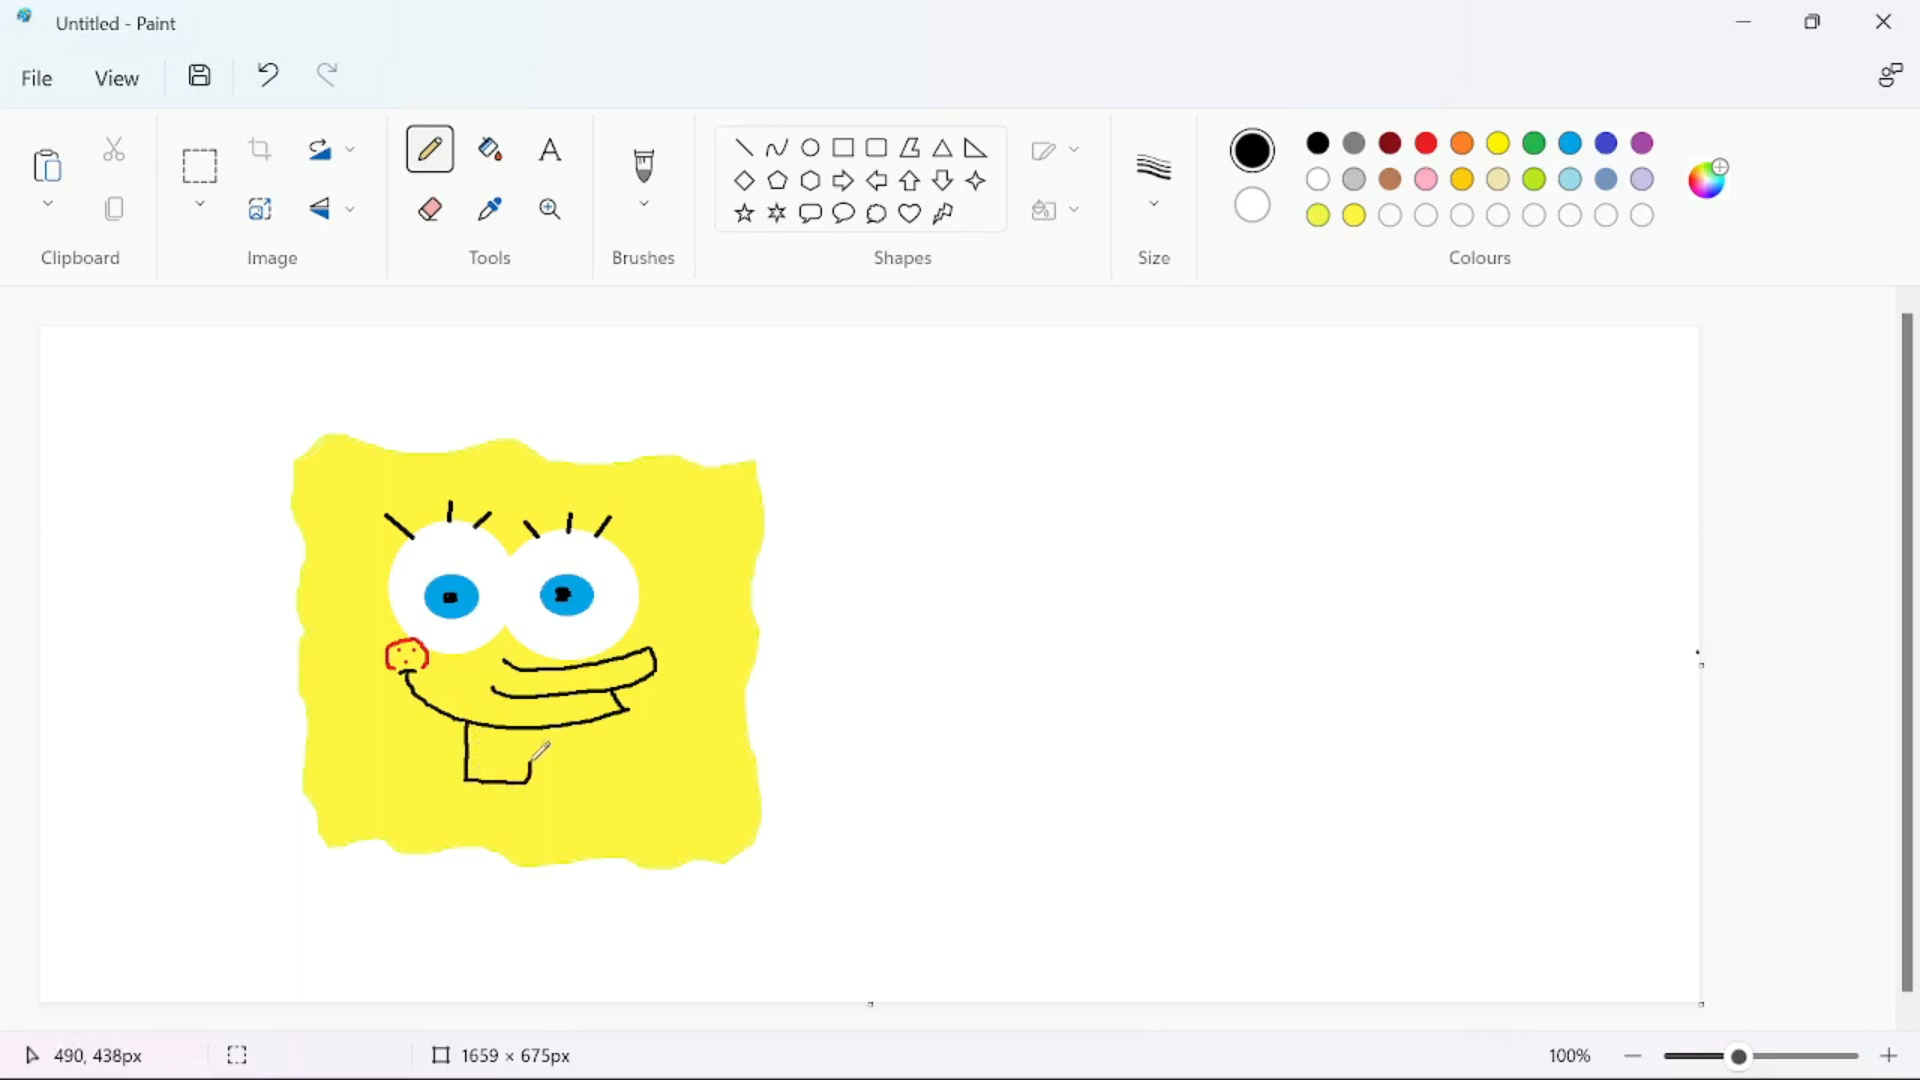 Untitled - Paint
File View
Clipboard Image Tools Brushes Shapes Size Colours
490, 438px 1659 × 675px 100%